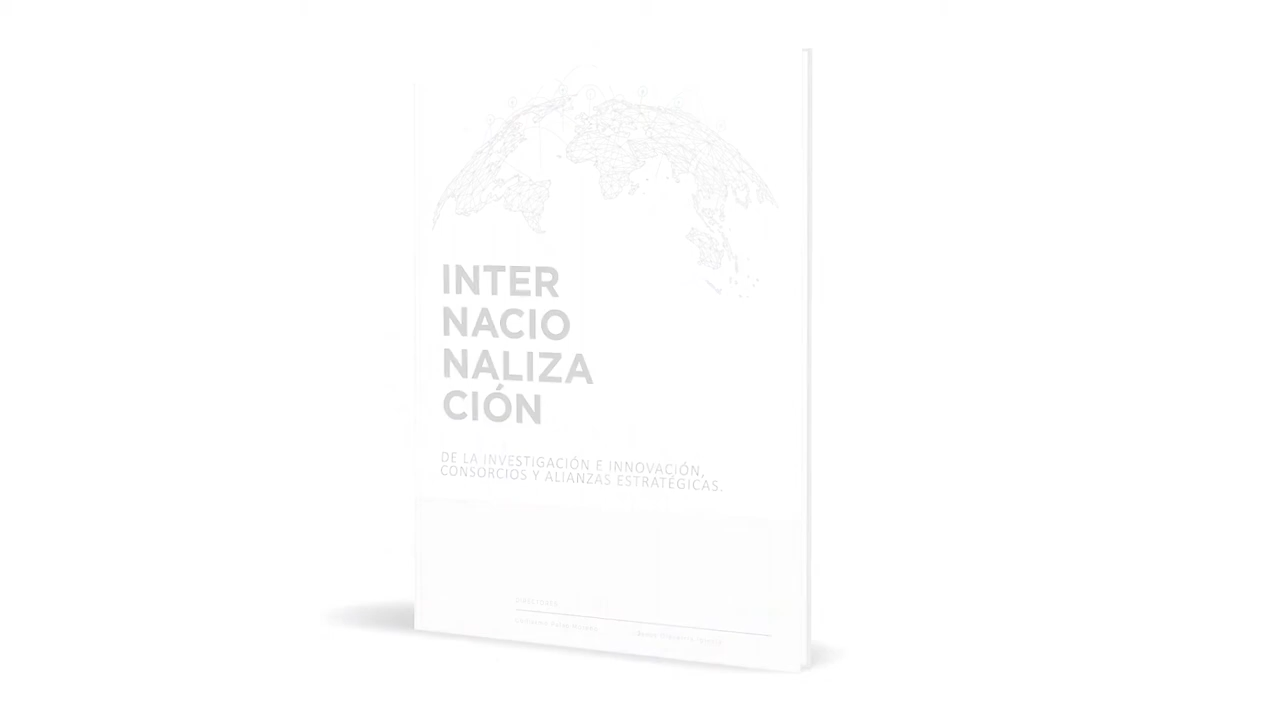 INTER
NACIO
NALIZA
CIÓN
DE LA INVESTIGACIÓN E INNOVACIÓN,
CONSORCIOS Y ALIANZAS ESTRATÉGICAS.